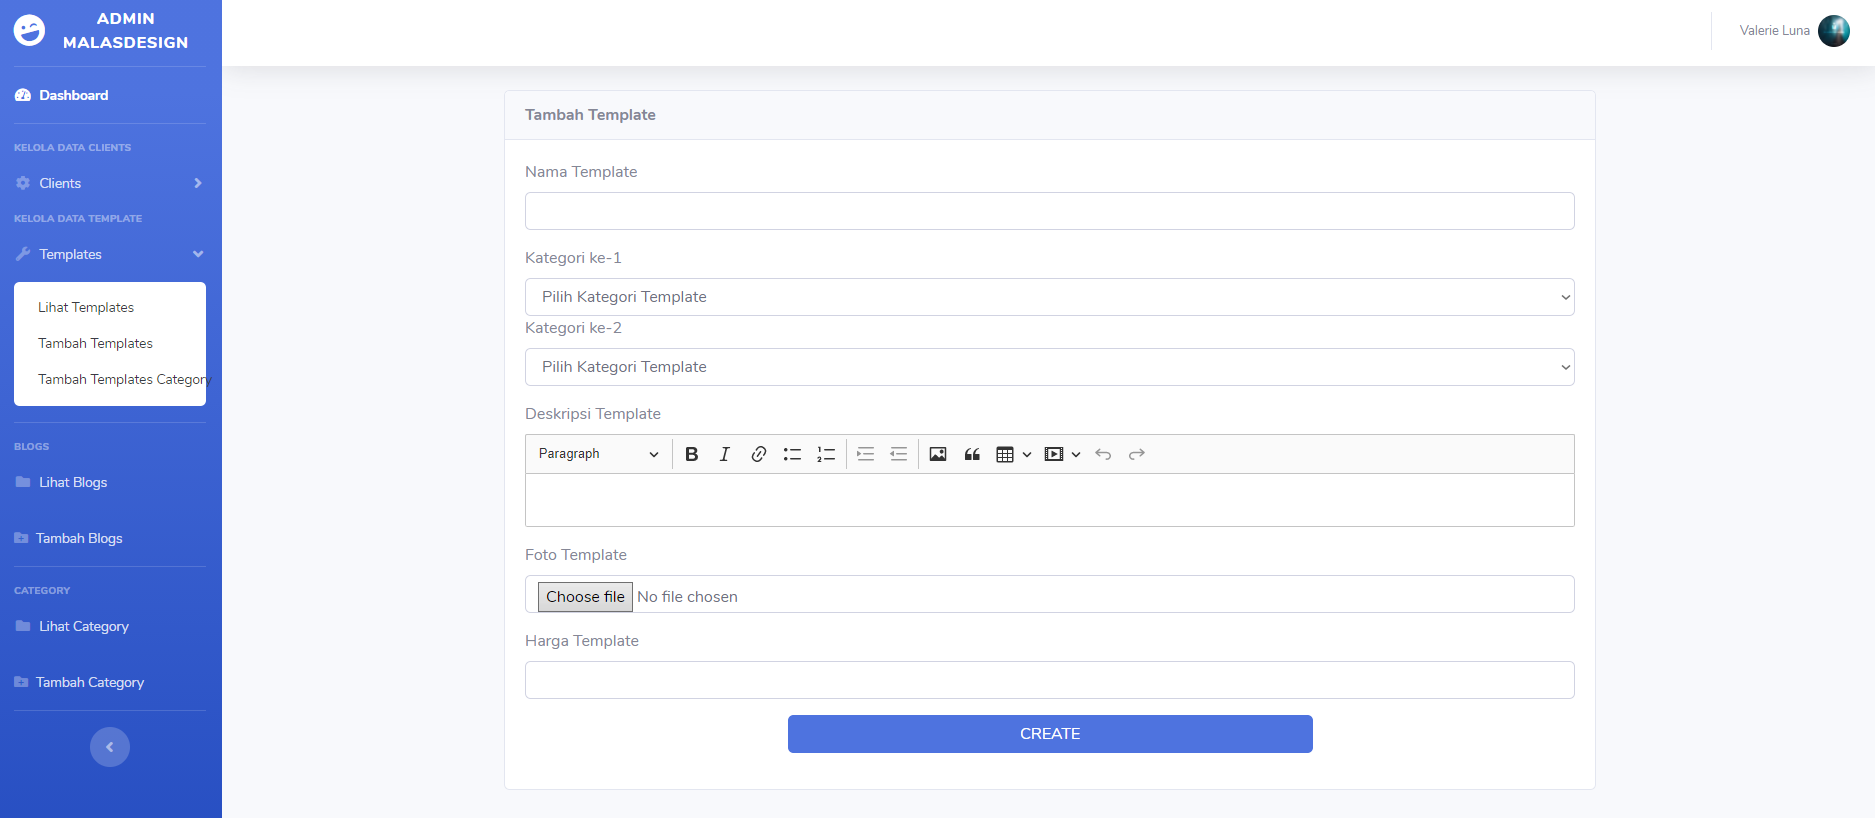 ADMIN
MALASDESIGN
Dashboard
KELOLA DATA CLIENTS
Clients
KELOLA DATA TEMPLATE
Templates
Lihat Templates
Tambah Templates
Tambah Templates Category
BLOGS
Lihat Blogs
Tambah Blogs
CATEGORY
Lihat Category
Tambah Category
Valerie Luna
Tambah Template
Nama Template
Kategori ke-1
Pilih Kategori Template
Kategori ke-2
Pilih Kategori Template
Deskripsi Template
Paragraph
Foto Template
Choose file No file chosen
Harga Template
CREATE